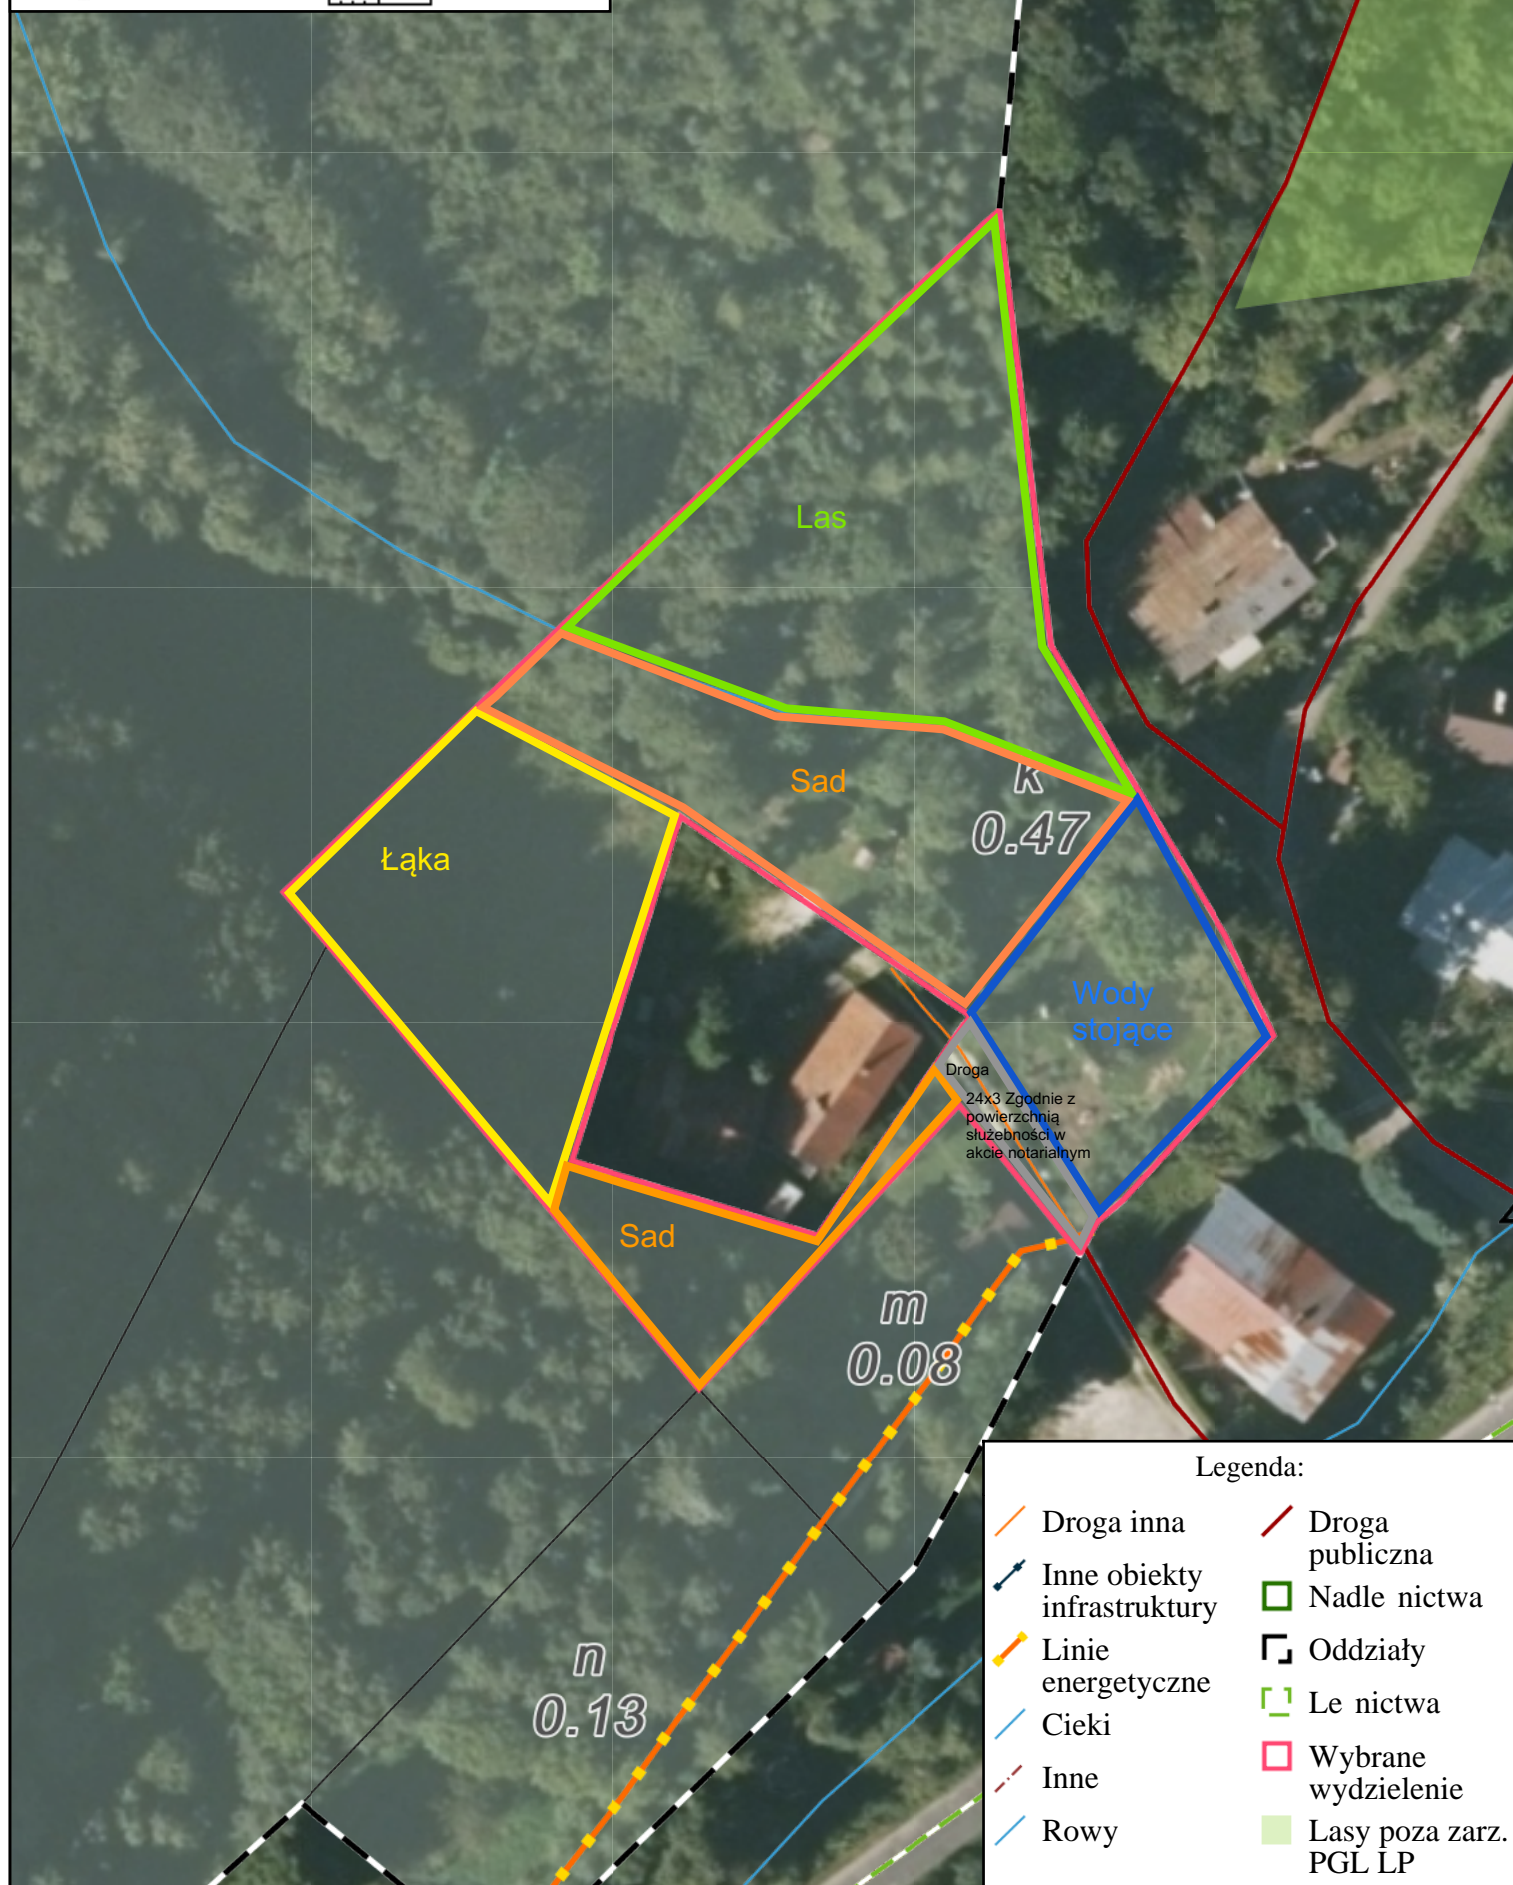 Las
Sad
k
0.47
Łąka
Wody
stojące
Droga
24x3 Zgodnie z
powierzchnią
służebności w
akcie notarialnym
Sad
m
0.08
n
0.13
Legenda:
Droga inna
Inne obiekty
infrastruktury
Linie
energetyczne
Cieki
Inne
Rowy
Droga
publiczna
Nadle nictwa
Oddziały
Le nictwa
Wybrane
wydzielenie
Lasy poza zarz.
PGL LP